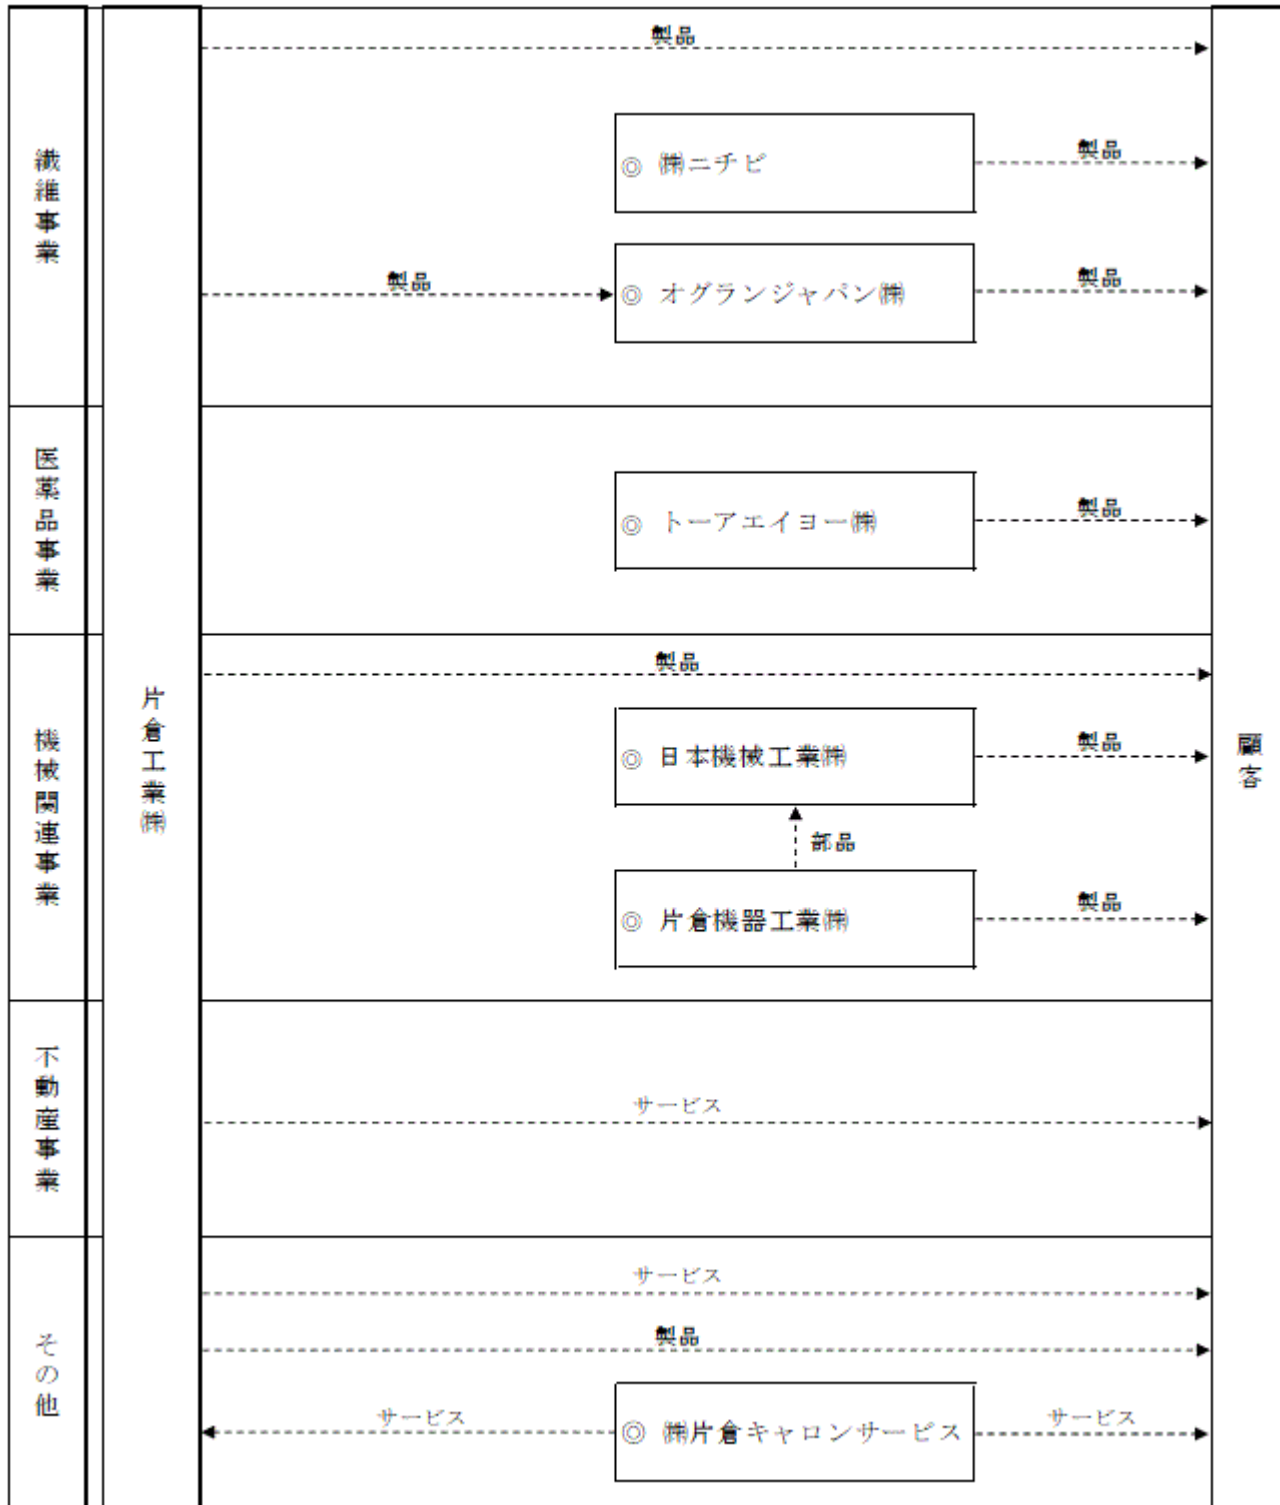 繊維事業
片倉工業㈱
顧客
製品
◎ ㈱ニチビ
製品
製品
◎ オグランジャパン㈱
製品
医薬品事業
◎ トーアエイヨー㈱
製品
機械関連事業
製品
◎ 日本機械工業㈱
製品
部品
◎ 片倉機器工業㈱
製品
不動産事業
サービス
その他
サービス
製品
サービス
◎ ㈱片倉キャロンサービス
サービス